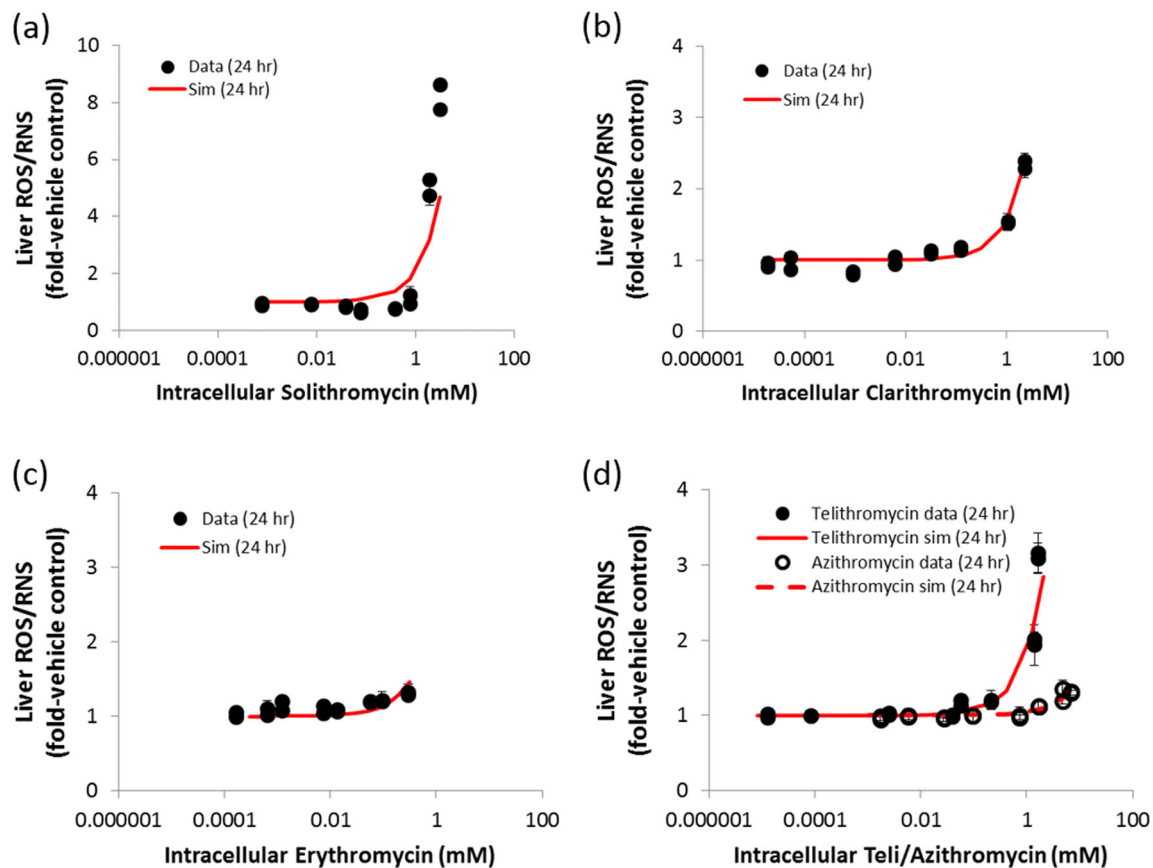 (a)
10
8
6
4
2
0
Liver ROS/RNS
(fold-vehicle control)
Data (24 hr)
Sim (24 hr)
0.000001 0.0001 0.01 1 100
Intracellular Solithromycin (mM)
(b)
4
3
2
1
0
Liver ROS/RNS
(fold-vehicle control)
Data (24 hr)
Sim (24 hr)
0.000001 0.0001 0.01 1 100
Intracellular Clarithromycin (mM)
(c)
4
3
2
1
0
Liver ROS/RNS
(fold-vehicle control)
Data (24 hr)
Sim (24 hr)
0.000001 0.0001 0.01 1 100
Intracellular Erythromycin (mM)
(d)
4
3
2
1
0
Liver ROS/RNS
(fold-vehicle control)
Telithromycin data (24 hr)
Telithromycin sim (24 hr)
Azithromycin data (24 hr)
Azithromycin sim (24 hr)
0.000001 0.0001 0.01 1 100
Intracellular Teli/Azithromycin (mM)